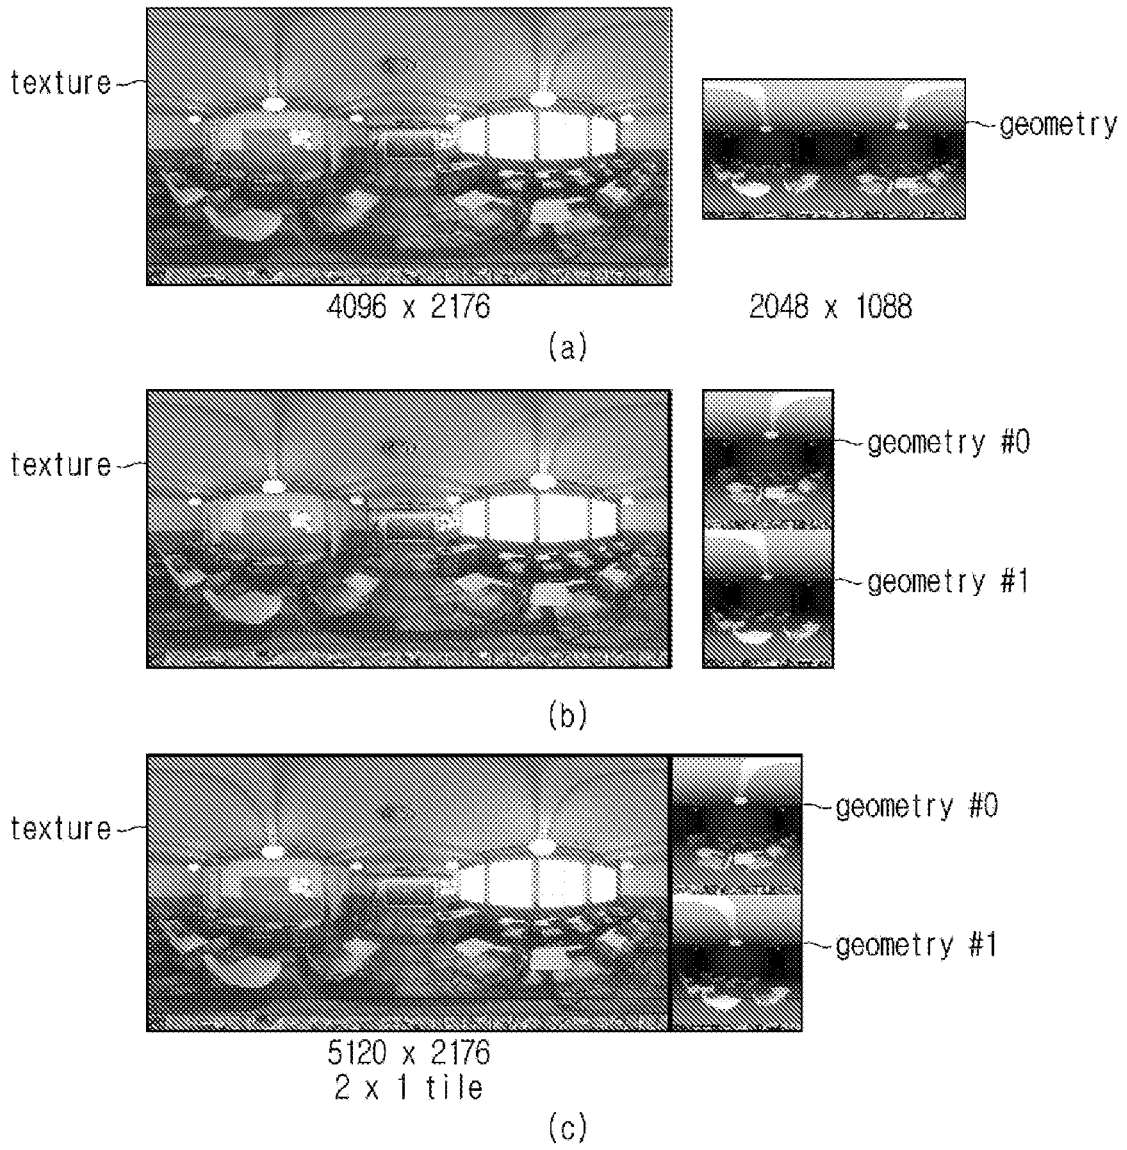 texture
geometry
4096 x 2176
2048 x 1088
(a)
texture
geometry #0
geometry #1
(b)
texture
geometry #0
geometry #1
5120 x 2176
2 x 1 tile
(c)